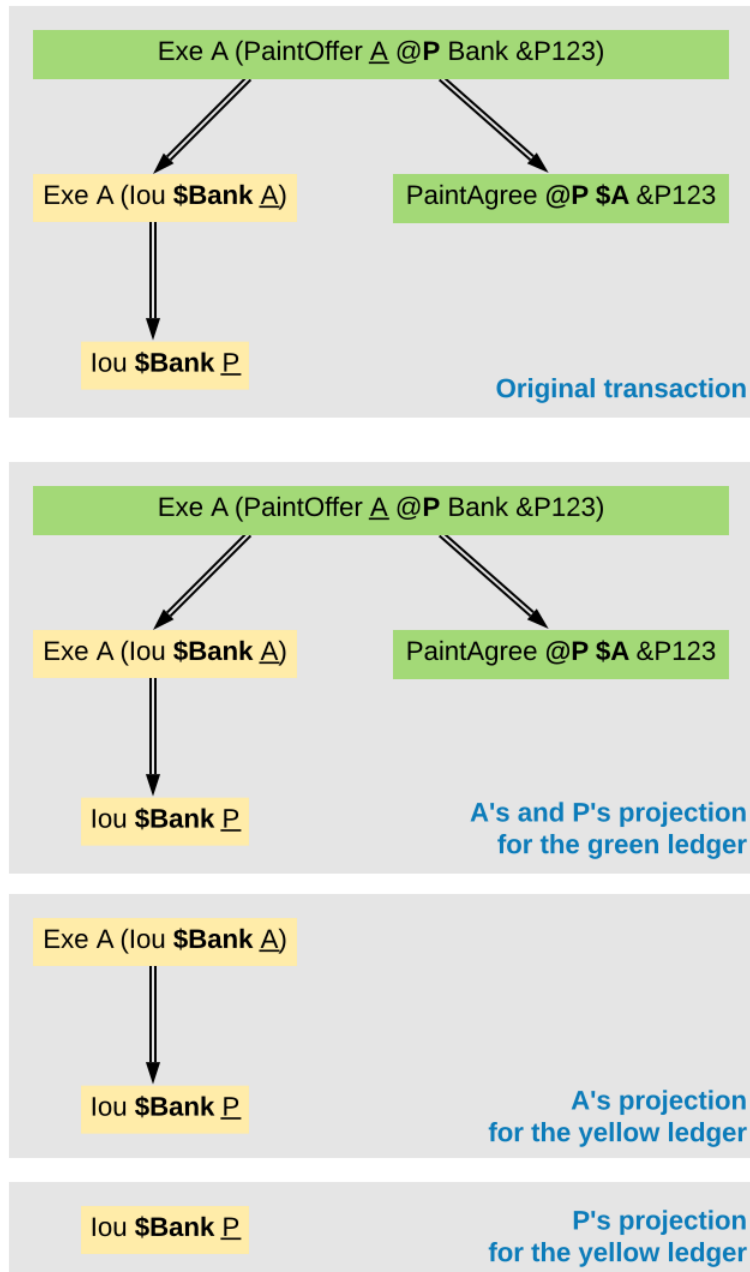 Exe A (PaintOffer A @P Bank &P123)
Exe A (Iou $Bank A)
PaintAgree @P $A &P123
Iou $Bank P
Original transaction
Exe A (PaintOffer A @P Bank &P123)
Exe A (Iou $Bank A)
PaintAgree @P $A &P123
Iou $Bank P
A's and P's projection
for the green ledger
Exe A (Iou $Bank A)
Iou $Bank P
A's projection
for the yellow ledger
Iou $Bank P
P's projection
for the yellow ledger